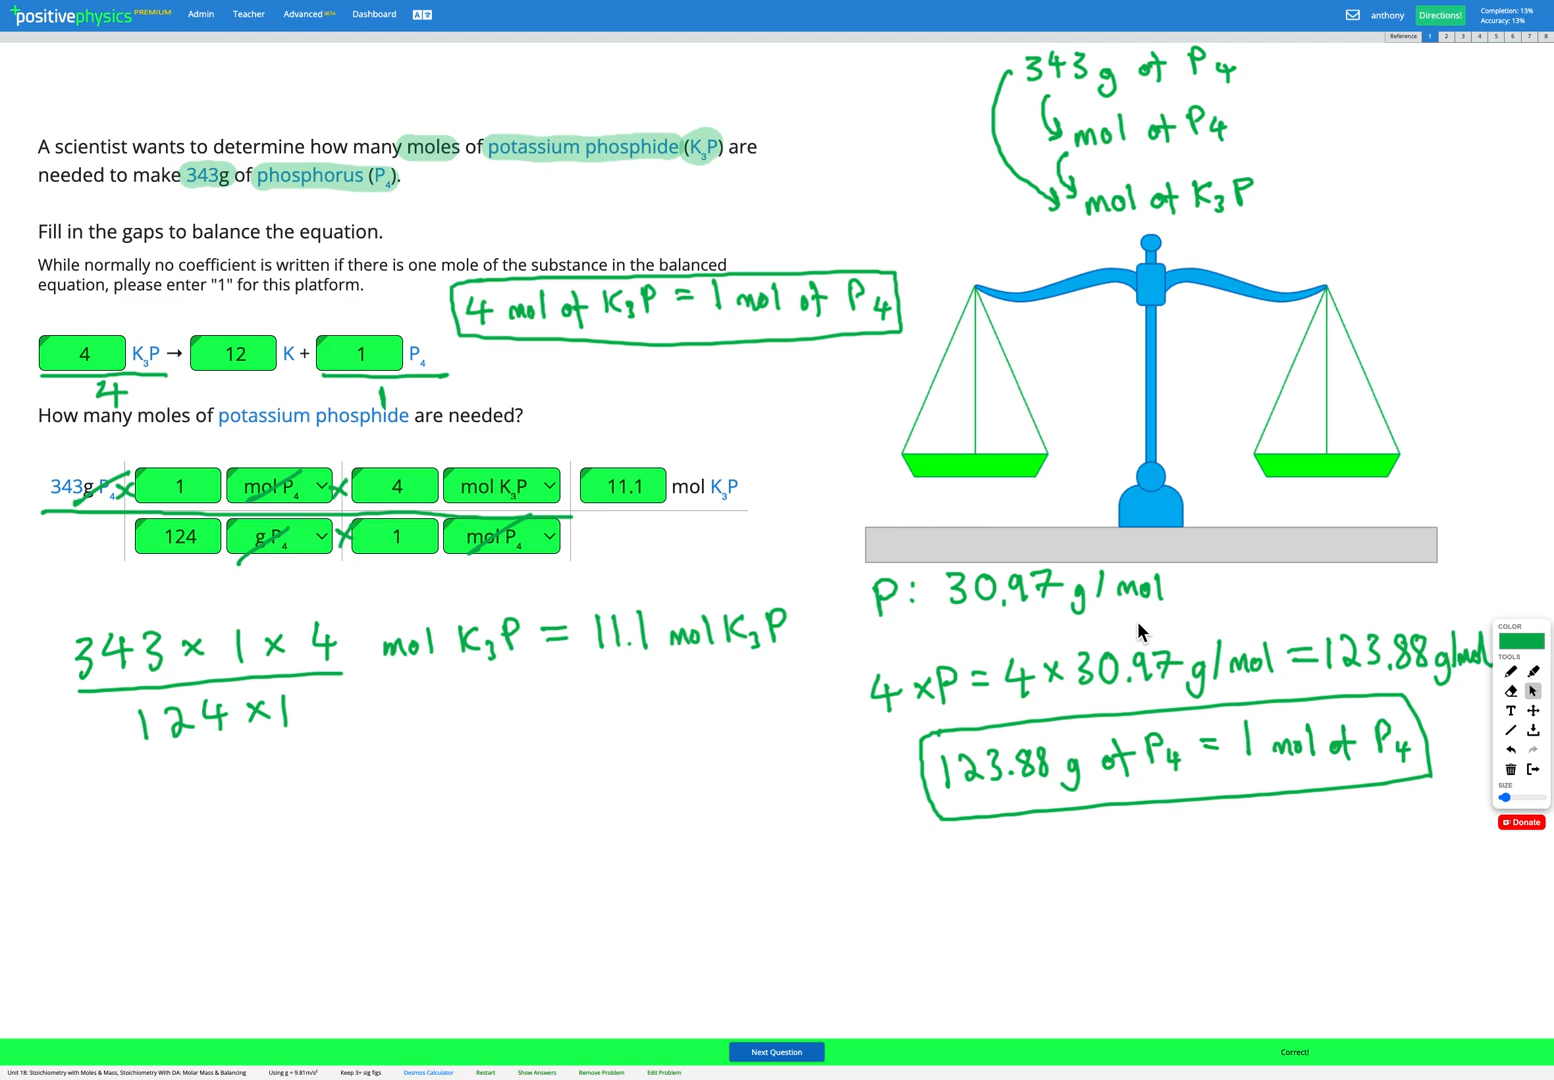 positivephysics PREMIUM Admin Teacher Advanced BETA Dashboard A anthony Directions! Completion: 13% Accuracy: 13%
Reference 1 2 3 4 5 6 7 8
343g of P4
mol of P4
mol of K3P
A scientist wants to determine how many moles of potassium phosphide (K3P) are
needed to make 343g of phosphorus (P4).
Fill in the gaps to balance the equation.
While normally no coefficient is written if there is one mole of the substance in the balanced
equation, please enter "1" for this platform.
4 mol of K3P = 1 mol of P4
4 K3P → 12 K + 1 P4
4 1
How many moles of potassium phosphide are needed?
343g P4 × 1 mol P4 × 4 mol K3P 11.1 mol K3P
124 g P4 × 1 mol P4
P: 30.97 g/mol
343 × 1 × 4 mol K3P = 11.1 mol K3P
124 × 1
4 × P = 4 × 30.97 g/mol = 123.88 g/mol
123.88 g of P4 = 1 mol of P4
COLOR
TOOLS
T
SIZE
Donate
Next Question Correct!
Unit 18: Stoichiometry with Moles & Mass, Stoichiometry With DA: Molar Mass & Balancing Using g = 9.81m/s² Keep 3+ sig figs Desmos Calculator Restart Show Answers Remove Problem Edit Problem